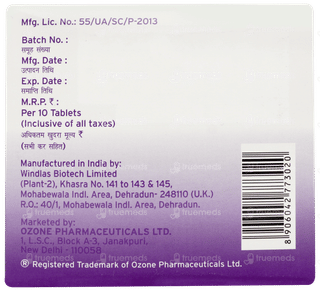 Mfg. Lic. No.: 55/UA/SC/P-2013
Batch No. :
समूह संख्या
Mfg. Date :
उत्पादन तिथि
Exp. Date :
समाप्ति तिथि
M.R.P. ₹ :
Per 10 Tablets
(Inclusive of all taxes)
अधिकतम खुदरा मूल्य ₹
(सभी कर सहित)
Manufactured in India by:
Windlas Biotech Limited
(Plant-2), Khasra No. 141 to 143 & 145,
Mohabewala Indl. Area, Dehradun- 248110 (U.K.)
R.O.: 40/1, Mohabewala Indl. Area, Dehradun.
Marketed by:
OZONE PHARMACEUTICALS LTD.
1, L.S.C., Block A-3, Janakpuri,
New Delhi - 110058
® Registered Trademark of Ozone Pharmaceuticals Ltd.
8906042773020
truemeds